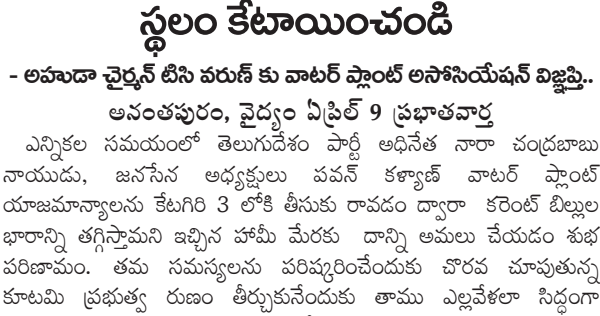 స్థలం కేటాయించండి
- అహుడా చైర్మన్ టిసి వరుణ్ కు వాటర్ ప్లాంట్ అసోసియేషన్ విజ్ఞప్తి..
అనంతపురం, వైద్యం ఏప్రిల్ 9 ప్రభాతవార్త
ఎన్నికల సమయంలో తెలుగుదేశం పార్టీ అధినేత నారా చంద్రబాబు
నాయుడు, జనసేన అధ్యక్షులు పవన్ కళ్యాణ్ వాటర్ ప్లాంట్
యాజమాన్యాలను కేటగిరి 3 లోకి తీసుకు రావడం ద్వారా కరెంట్ బిల్లుల
భారాన్ని తగ్గిస్తామని ఇచ్చిన హామీ మేరకు దాన్ని అమలు చేయడం శుభ
పరిణామం. తమ సమస్యలను పరిష్కరించేందుకు చొరవ చూపుతున్న
కూటమి ప్రభుత్వ రుణం తీర్చుకునేందుకు తాము ఎల్లవేళలా సిద్ధంగా